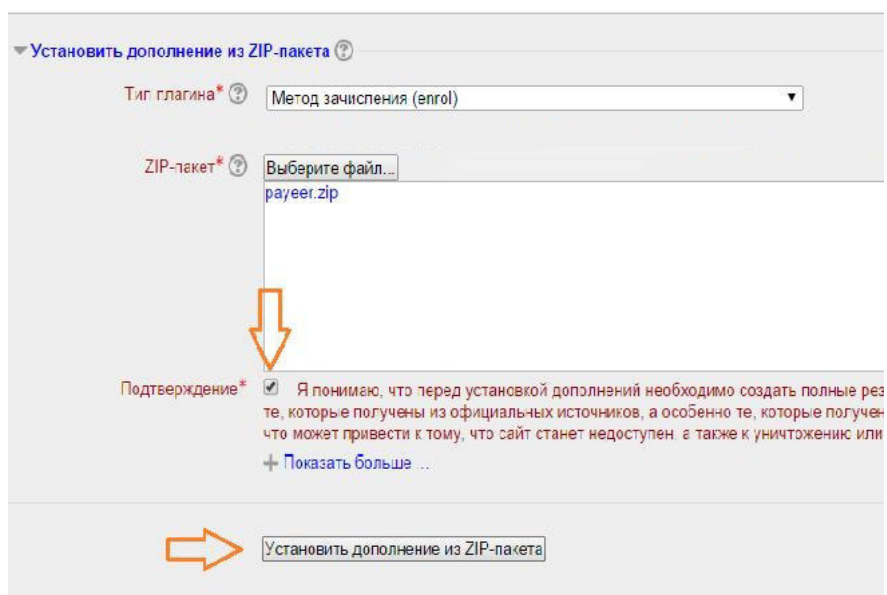 Установить дополнение из ZIP-пакета
Тип плагина*
Метод зачисления (enrol)
ZIP-пакет*
Выберите файл...
payeer.zip
Подтверждение*
Я понимаю, что перед установкой дополнений необходимо создать полные рез
те, которые получены из официальных источников, а особенно те, которые получен
что может привести к тому, что сайт станет недоступен, а также к уничтожению или
Показать больше ...
Установить дополнение из ZIP-пакета